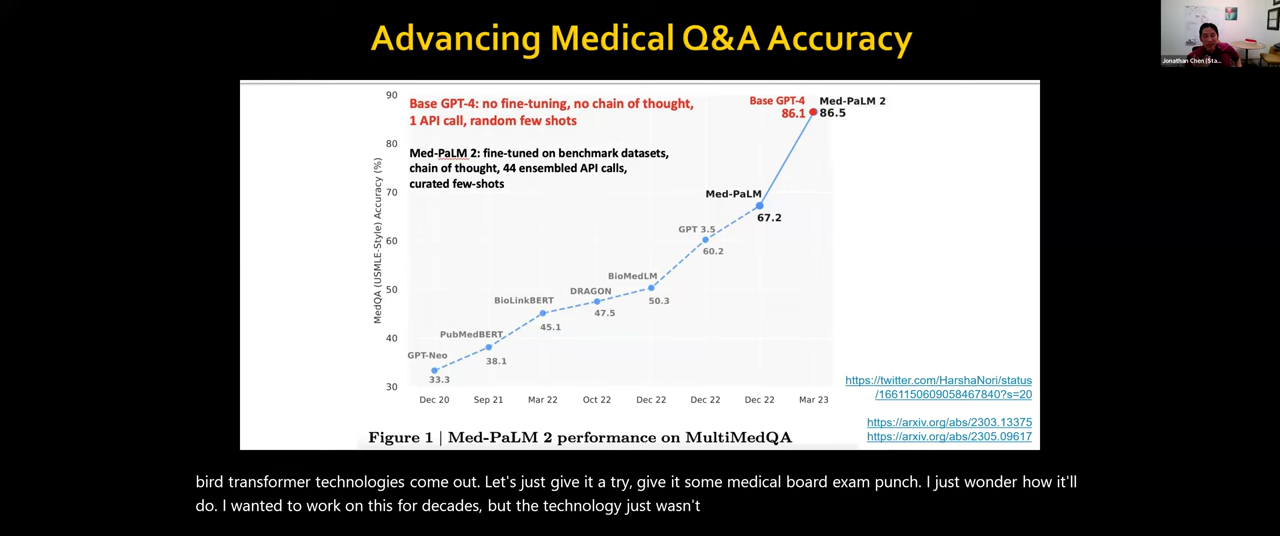 Advancing Medical Q&A Accuracy
Jonathan Chen (Sta...
Base GPT-4: no fine-tuning, no chain of thought,
1 API call, random few shots
Med-PaLM 2: fine-tuned on benchmark datasets,
chain of thought, 44 ensembled API calls,
curated few-shots
MedQA (USMLE-Style) Accuracy (%)
90
80
70
60
50
40
30
GPT-Neo
33.3
PubMedBERT
38.1
BioLinkBERT
45.1
DRAGON
47.5
BioMedLM
50.3
GPT 3.5
60.2
Med-PaLM
67.2
Base GPT-4
86.1
Med-PaLM 2
86.5
Dec 20 Sep 21 Mar 22 Oct 22 Dec 22 Dec 22 Dec 22 Mar 23
https://twitter.com/HarshaNori/status
/1661150609058467840?s=20
https://arxiv.org/abs/2303.13375
https://arxiv.org/abs/2305.09617
Figure 1 | Med-PaLM 2 performance on MultiMedQA
bird transformer technologies come out. Let's just give it a try, give it some medical board exam punch. I just wonder how it'll
do. I wanted to work on this for decades, but the technology just wasn't